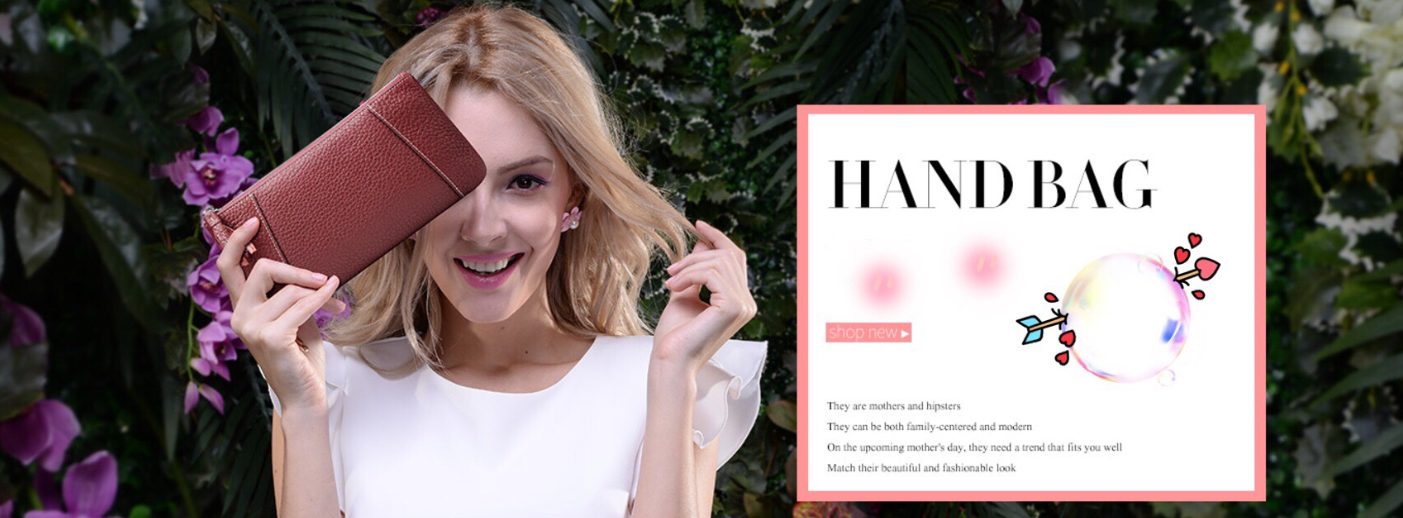 HAND BAG
shop new ▶
They are mothers and hipsters
They can be both family-centered and modern
On the upcoming mother's day, they need a trend that fits you well
Match their beautiful and fashionable look